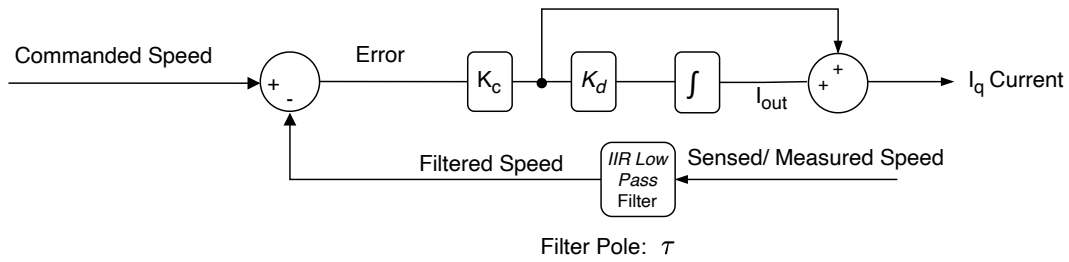 Commanded Speed
Error
K_c
K_d
∫
I_out
I_q Current
+
-
+
+
Filtered Speed
IIR Low
Pass
Filter
Sensed/ Measured Speed
Filter Pole: τ